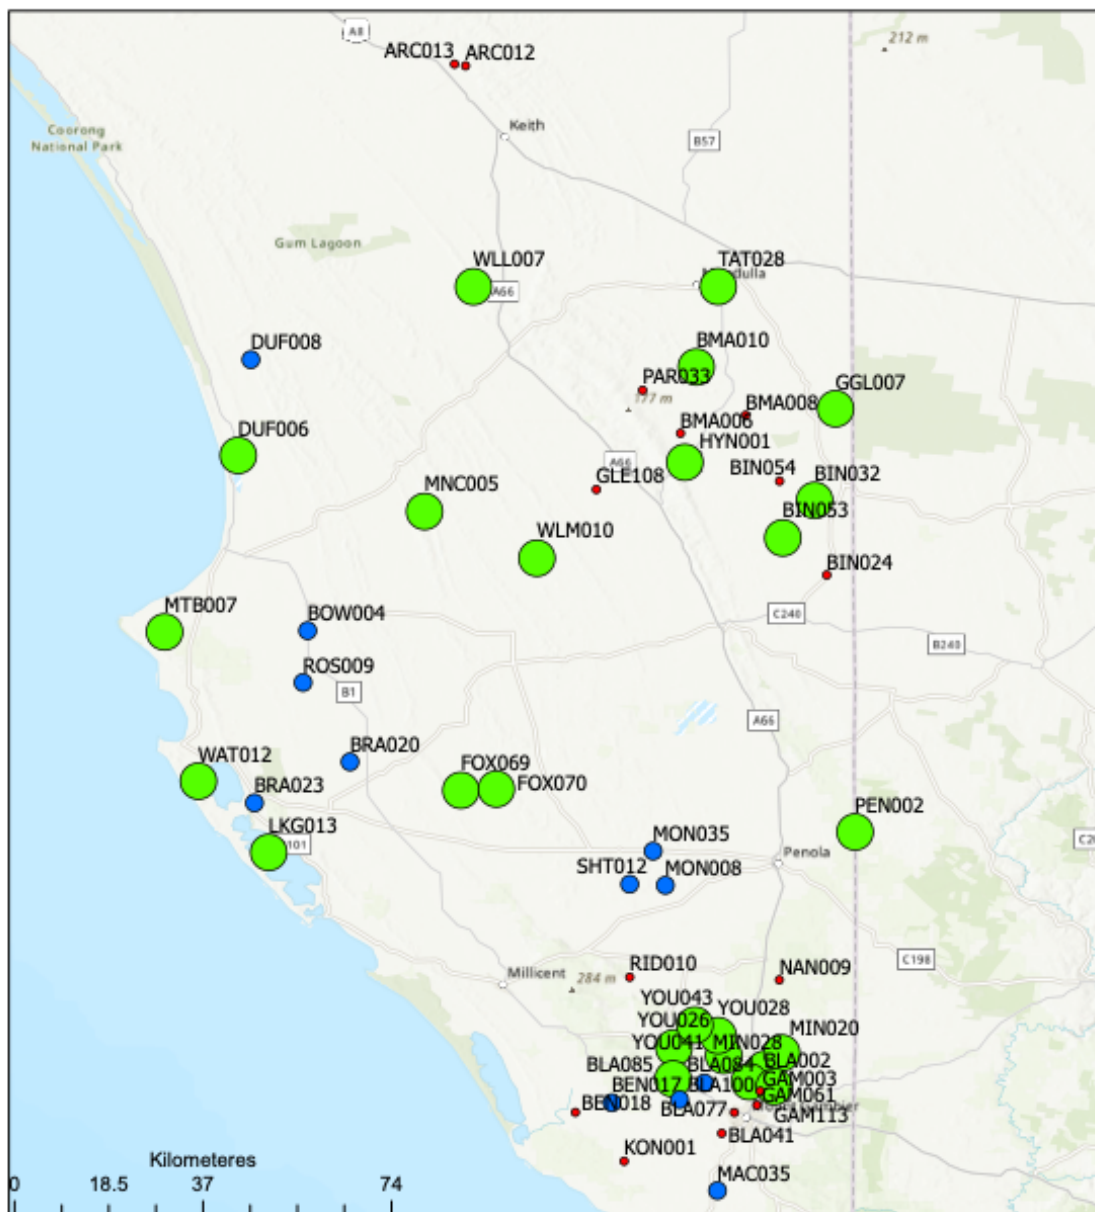 A8
212 m
ARC013
ARC012
Coorong
National Park
Keith
B57
Gum Lagoon
WLL007
A66
TAT028
DUF008
BMA010
PAR033
177 m
GGL007
BMA008
DUF006
BMA006
HYN001
A66
GLE108
BIN054
BIN032
MNC005
BIN053
WLM010
BIN024
MTB007
BOW004
C240
B240
ROS009
B1
A66
WAT012
BRA020
FOX069
FOX070
BRA023
LKG013
101
PEN002
MON035
Penola
SHT012
MON008
RID010
NAN009
C198
Millicent
284 m
YOU043
YOU028
YOU026
MIN020
YOU041
MIN028
BLA085
BLA084
BLA002
BEN017
BLA100
GAM003
BEN018
BLA077
GAM061
GAM113
BLA041
KON001
MAC035
Kilometeres
0 18.5 37 74